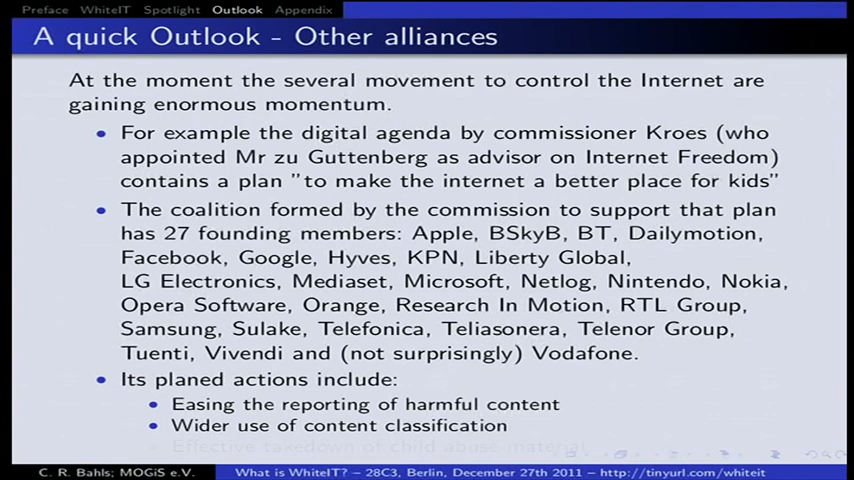 Preface WhiteIT Spotlight Outlook Appendix
A quick Outlook - Other alliances
At the moment the several movement to control the Internet are
gaining enormous momentum.
• For example the digital agenda by commissioner Kroes (who
appointed Mr zu Guttenberg as advisor on Internet Freedom)
contains a plan ”to make the internet a better place for kids”
• The coalition formed by the commission to support that plan
has 27 founding members: Apple, BSkyB, BT, Dailymotion,
Facebook, Google, Hyves, KPN, Liberty Global,
LG Electronics, Mediaset, Microsoft, Netlog, Nintendo, Nokia,
Opera Software, Orange, Research In Motion, RTL Group,
Samsung, Sulake, Telefonica, Teliasonera, Telenor Group,
Tuenti, Vivendi and (not surprisingly) Vodafone.
• Its planed actions include:
• Easing the reporting of harmful content
• Wider use of content classification
Effective takedown of child abuse material
C. R. Bahls; MOGiS e.V. What is WhiteIT? – 28C3, Berlin, December 27th 2011 – http://tinyurl.com/whiteit